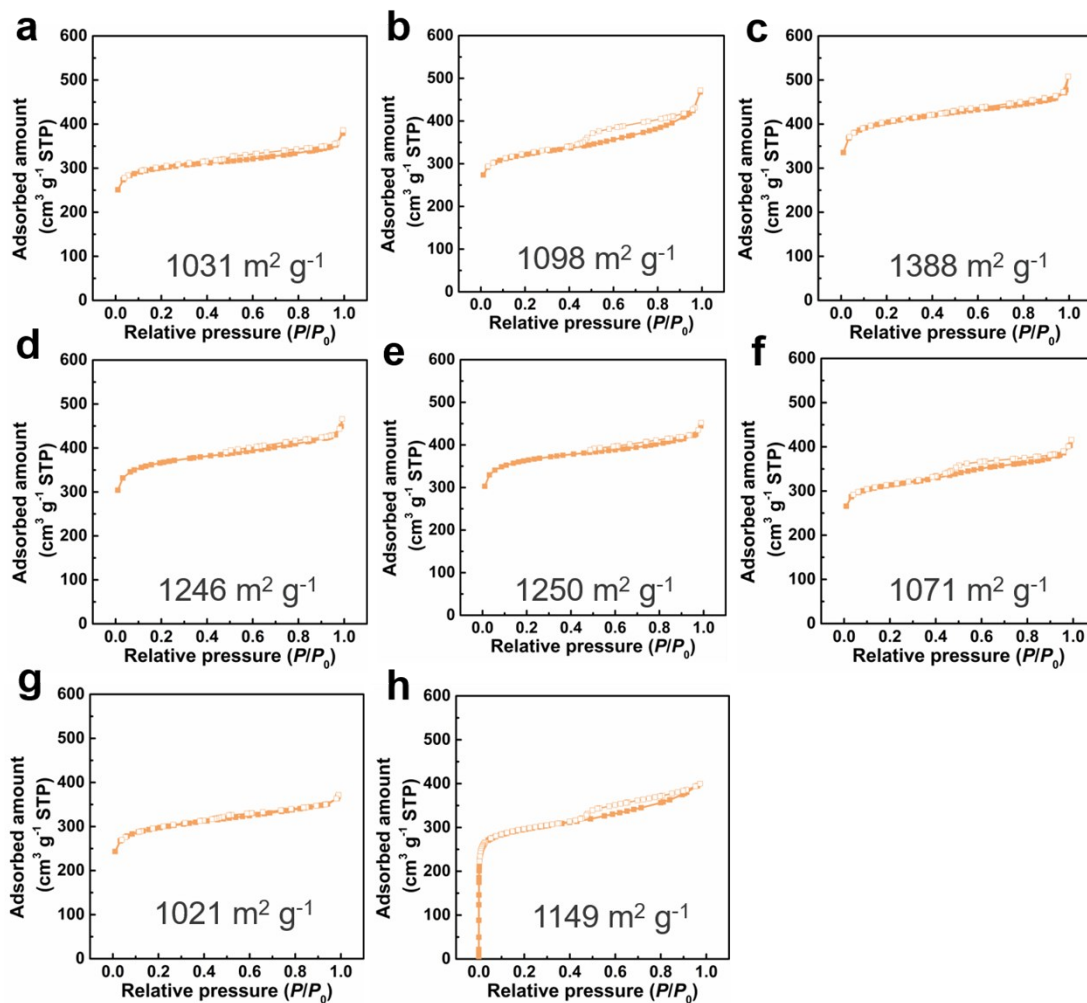 a
600
500
400
300
200
100
0
Adsorbed amount
(cm³ g⁻¹ STP)
1031 m² g⁻¹
0.0 0.2 0.4 0.6 0.8 1.0
Relative pressure (P/P₀)
b
600
500
400
300
200
100
0
Adsorbed amount
(cm³ g⁻¹ STP)
1098 m² g⁻¹
0.0 0.2 0.4 0.6 0.8 1.0
Relative pressure (P/P₀)
c
600
500
400
300
200
100
0
Adsorbed amount
(cm³ g⁻¹ STP)
1388 m² g⁻¹
0.0 0.2 0.4 0.6 0.8 1.0
Relative pressure (P/P₀)
d
600
500
400
300
200
100
0
Adsorbed amount
(cm³ g⁻¹ STP)
1246 m² g⁻¹
0.0 0.2 0.4 0.6 0.8 1.0
Relative pressure (P/P₀)
e
600
500
400
300
200
100
0
Adsorbed amount
(cm³ g⁻¹ STP)
1250 m² g⁻¹
0.0 0.2 0.4 0.6 0.8 1.0
Relative pressure (P/P₀)
f
600
500
400
300
200
100
0
Adsorbed amount
(cm³ g⁻¹ STP)
1071 m² g⁻¹
0.0 0.2 0.4 0.6 0.8 1.0
Relative pressure (P/P₀)
g
600
500
400
300
200
100
0
Adsorbed amount
(cm³ g⁻¹ STP)
1021 m² g⁻¹
0.0 0.2 0.4 0.6 0.8 1.0
Relative pressure (P/P₀)
h
600
500
400
300
200
100
0
Adsorbed amount
(cm³ g⁻¹ STP)
1149 m² g⁻¹
0.0 0.2 0.4 0.6 0.8 1.0
Relative pressure (P/P₀)